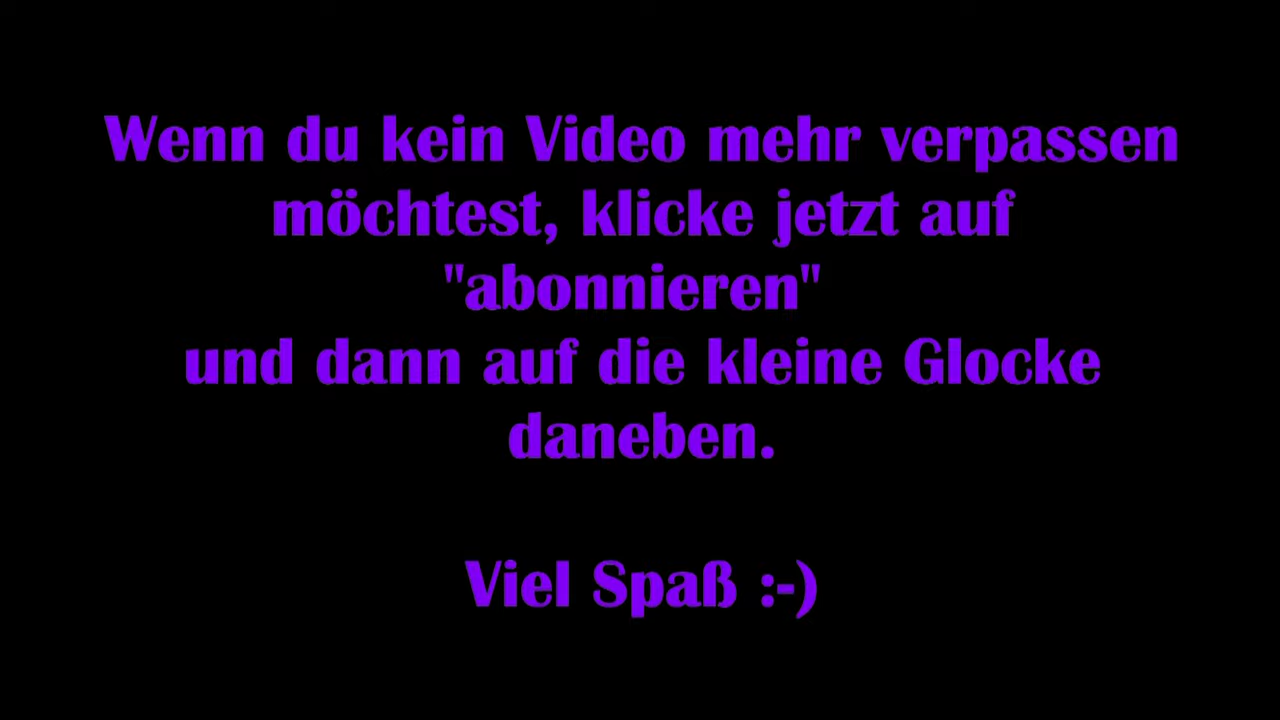 Wenn du kein Video mehr verpassen
möchtest, klicke jetzt auf
"abonnieren"
und dann auf die kleine Glocke
daneben.
Viel Spaß :-)